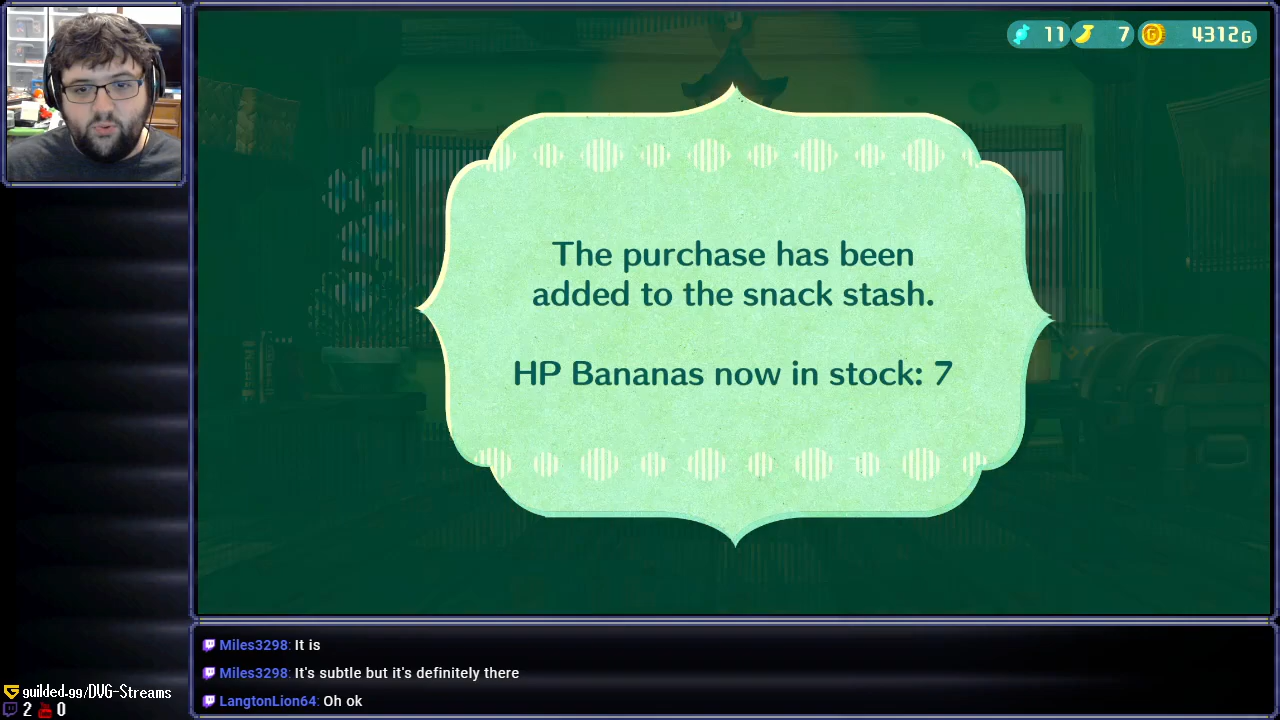 11 7 4312G
The purchase has been
added to the snack stash.
HP Bananas now in stock: 7
Miles3298: It is
Miles3298: It's subtle but it's definitely there
LangtonLion64: Oh ok
guilded.gg/DVG-Streams
2 0